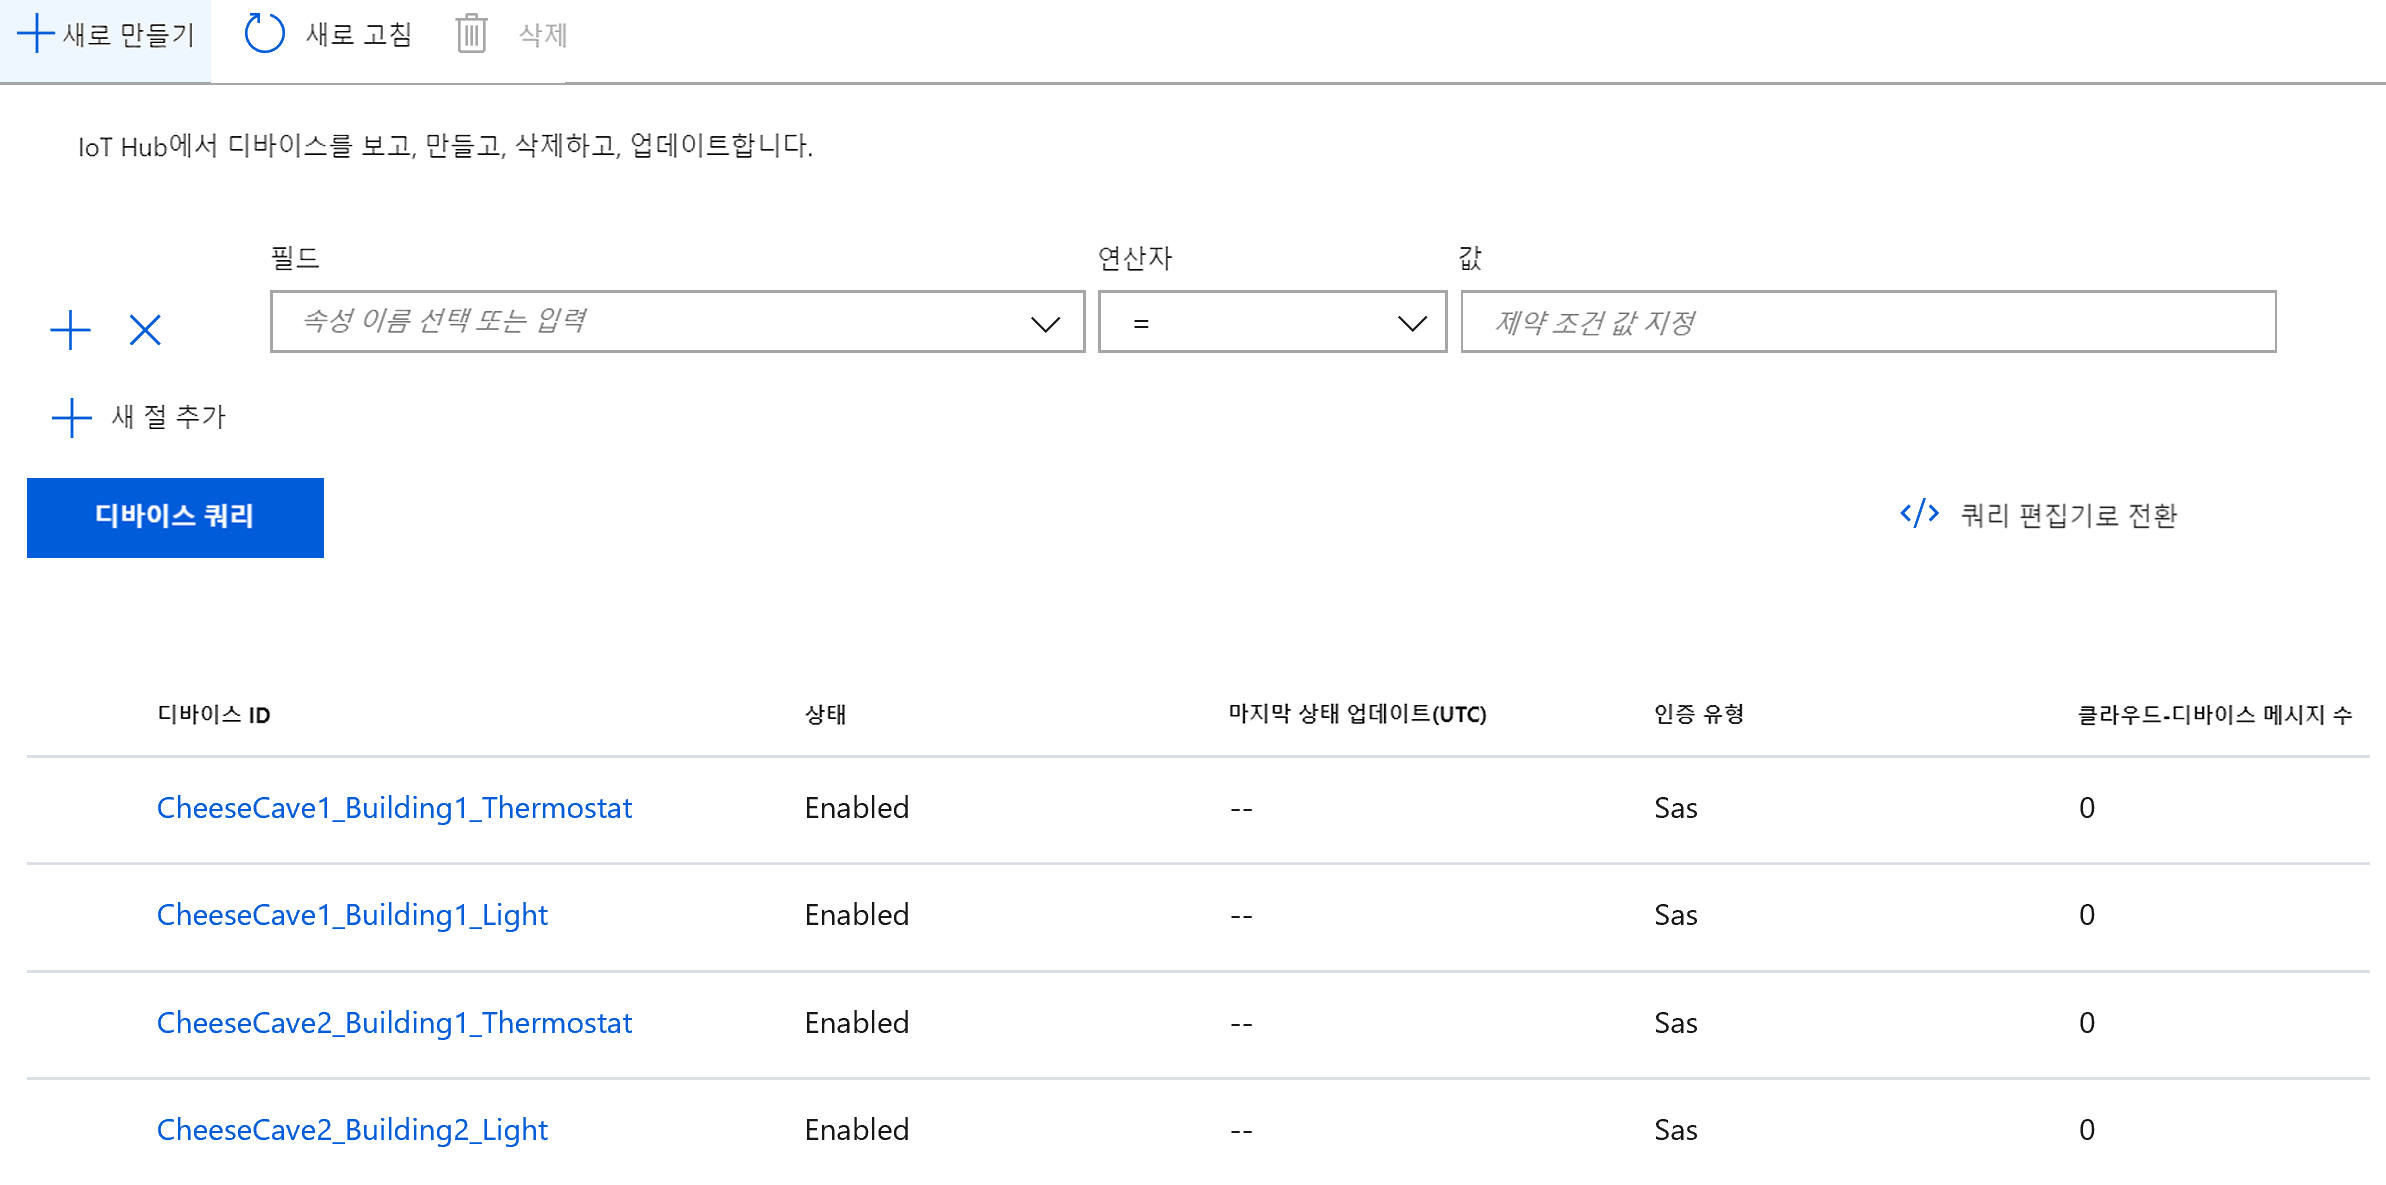 새로 만들기 새로 고침 삭제
IoT Hub에서 디바이스를 보고, 만들고, 삭제하고, 업데이트합니다.
필드 연산자 값
속성 이름 선택 또는 입력 = 제약 조건 값 지정
새 절 추가
디바이스 쿼리 </> 쿼리 편집기로 전환
디바이스 ID 상태 마지막 상태 업데이트(UTC) 인증 유형 클라우드-디바이스 메시지 수
CheeseCave1_Building1_Thermostat Enabled -- Sas 0
CheeseCave1_Building1_Light Enabled -- Sas 0
CheeseCave2_Building1_Thermostat Enabled -- Sas 0
CheeseCave2_Building2_Light Enabled -- Sas 0